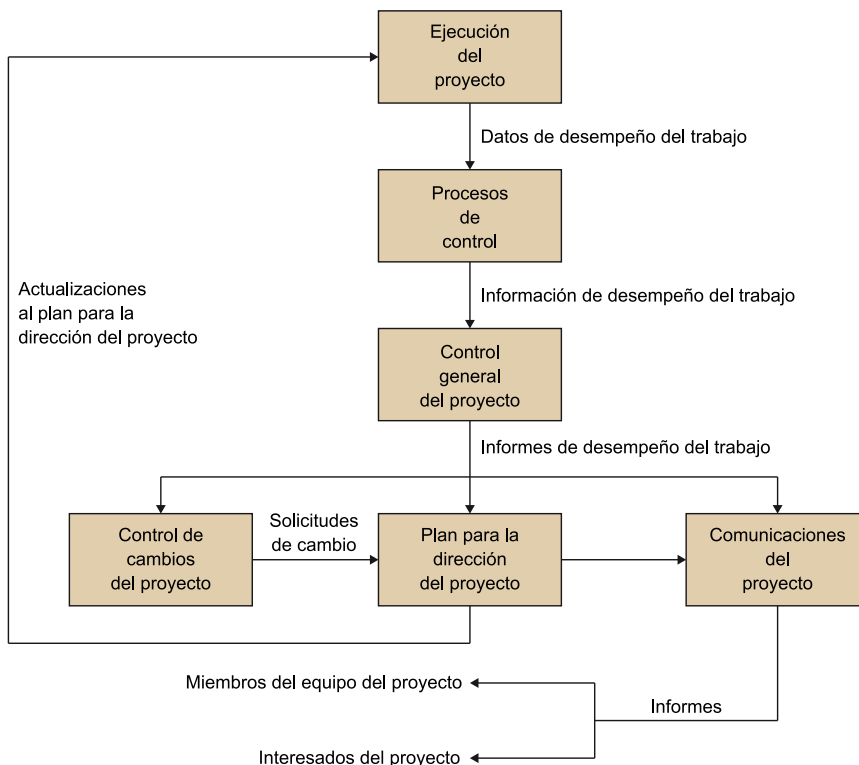 Ejecución
del
proyecto
Datos de desempeño del trabajo
Procesos
de
control
Actualizaciones
al plan para la
dirección del proyecto
Información de desempeño del trabajo
Control
general
del proyecto
Informes de desempeño del trabajo
Control de
cambios
del proyecto
Solicitudes
de cambio
Plan para la
dirección
del proyecto
Comunicaciones
del
proyecto
Miembros del equipo del proyecto
Informes
Interesados del proyecto